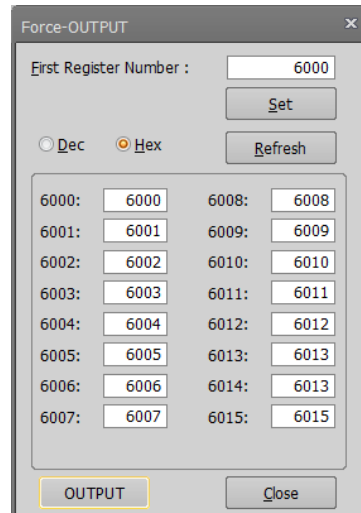 Force-OUTPUT x
First Register Number : 6000
Set
Dec Hex Refresh
6000: 6000 6008: 6008
6001: 6001 6009: 6009
6002: 6002 6010: 6010
6003: 6003 6011: 6011
6004: 6004 6012: 6012
6005: 6005 6013: 6013
6006: 6006 6014: 6013
6007: 6007 6015: 6015
OUTPUT Close